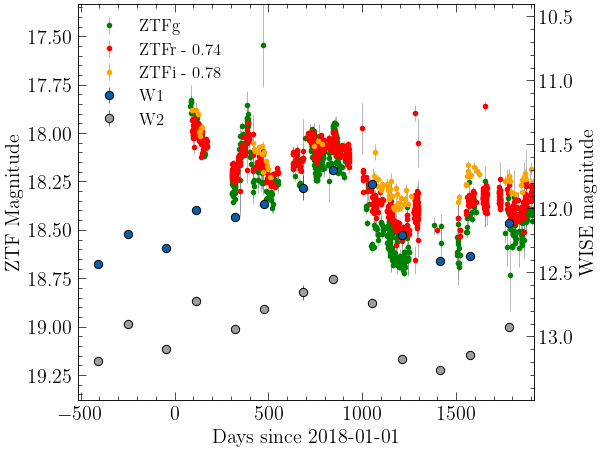 ZTFg
ZTFr - 0.74
ZTFi - 0.78
W1
W2
17.50
17.75
18.00
18.25
18.50
18.75
19.00
19.25
ZTF Magnitude
10.5
11.0
11.5
12.0
12.5
13.0
WISE magnitude
−500 0 500 1000 1500
Days since 2018-01-01